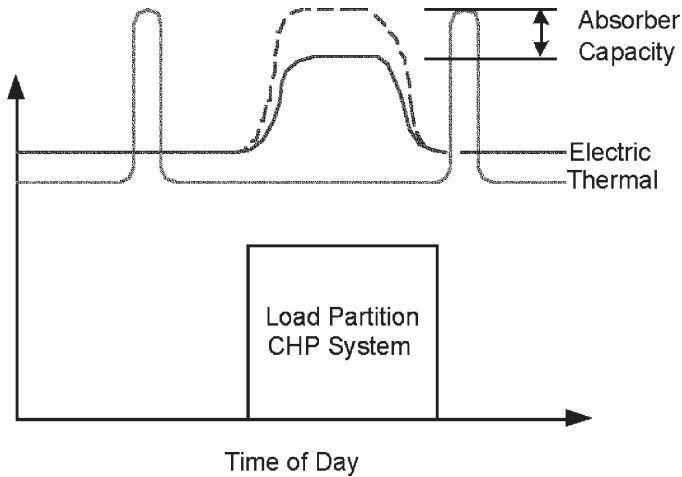 Absorber
Capacity
Electric
Thermal
Load Partition
CHP System
Time of Day